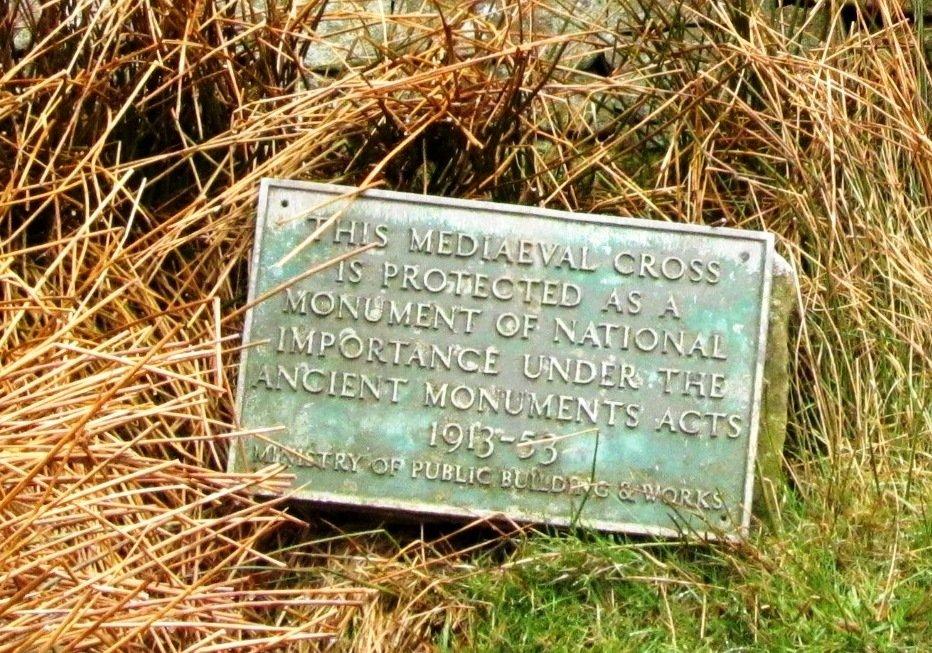 THIS MEDIAEVAL CROSS
IS PROTECTED AS A
MONUMENT OF NATIONAL
IMPORTANCE UNDER THE
ANCIENT MONUMENTS ACTS
1913-53
MINISTRY OF PUBLIC BUILDING & WORKS